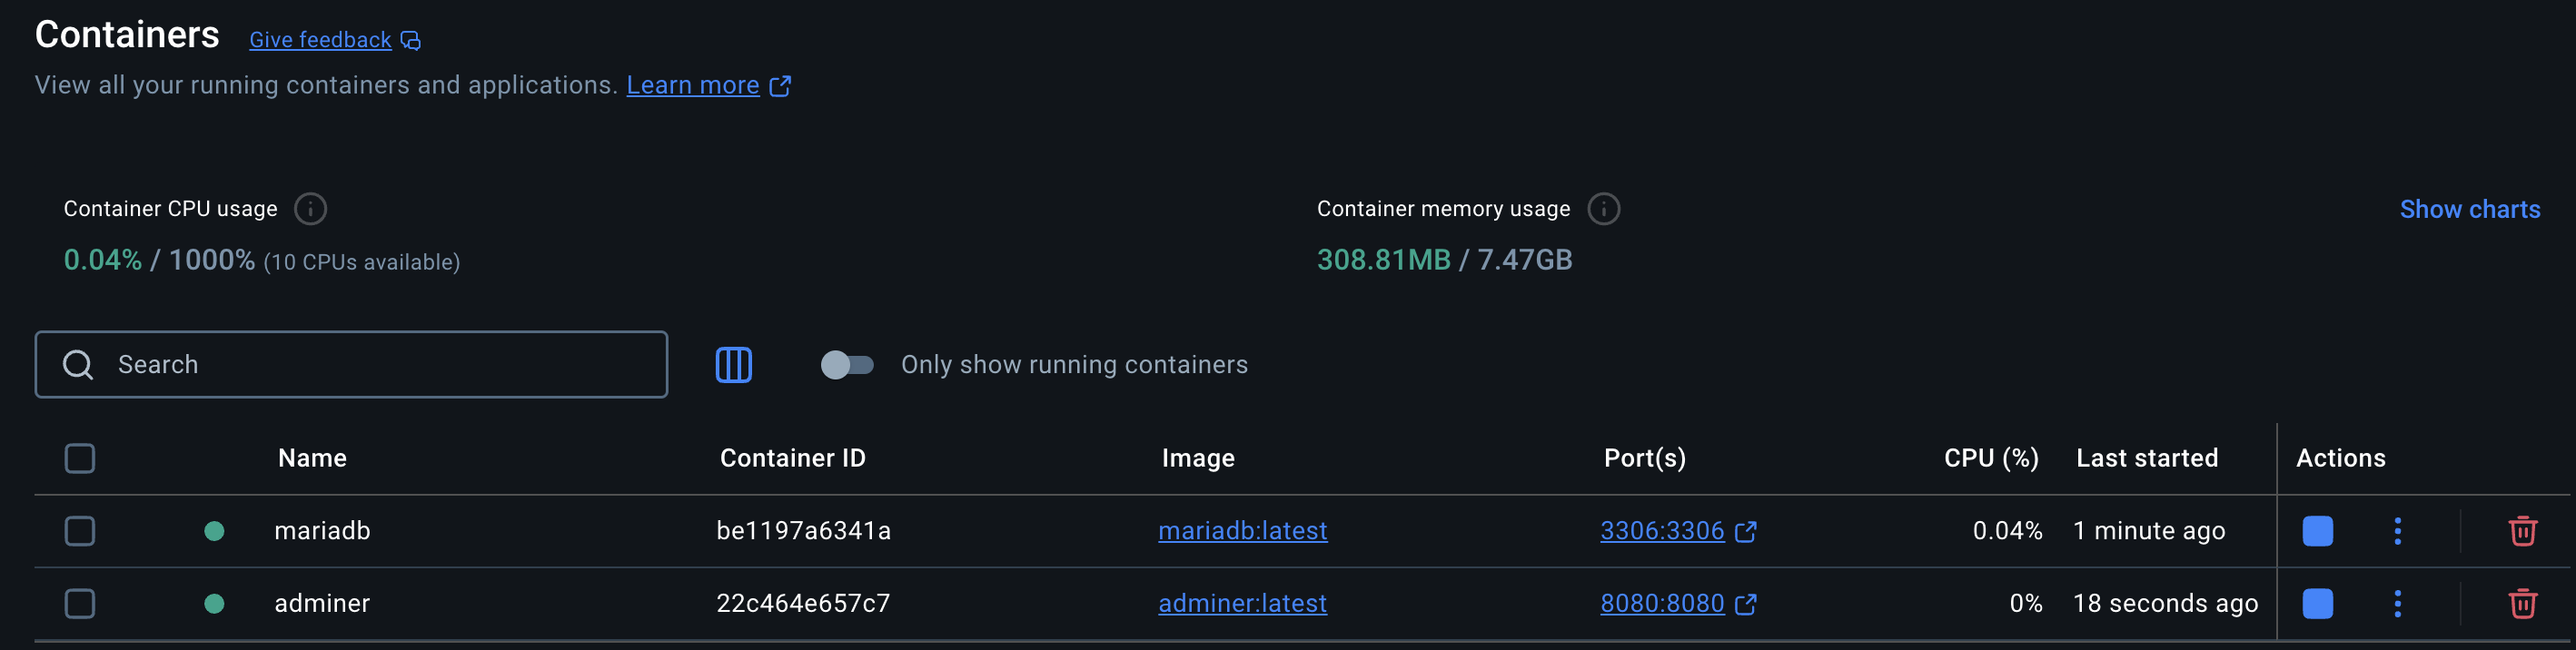 Containers Give feedback
View all your running containers and applications. Learn more
Container CPU usage
0.04% / 1000% (10 CPUs available)
Container memory usage
308.81MB / 7.47GB
Show charts
Search
Only show running containers
Name Container ID Image Port(s) CPU (%) Last started Actions
mariadb be1197a6341a mariadb:latest 3306:3306 0.04% 1 minute ago
adminer 22c464e657c7 adminer:latest 8080:8080 0% 18 seconds ago